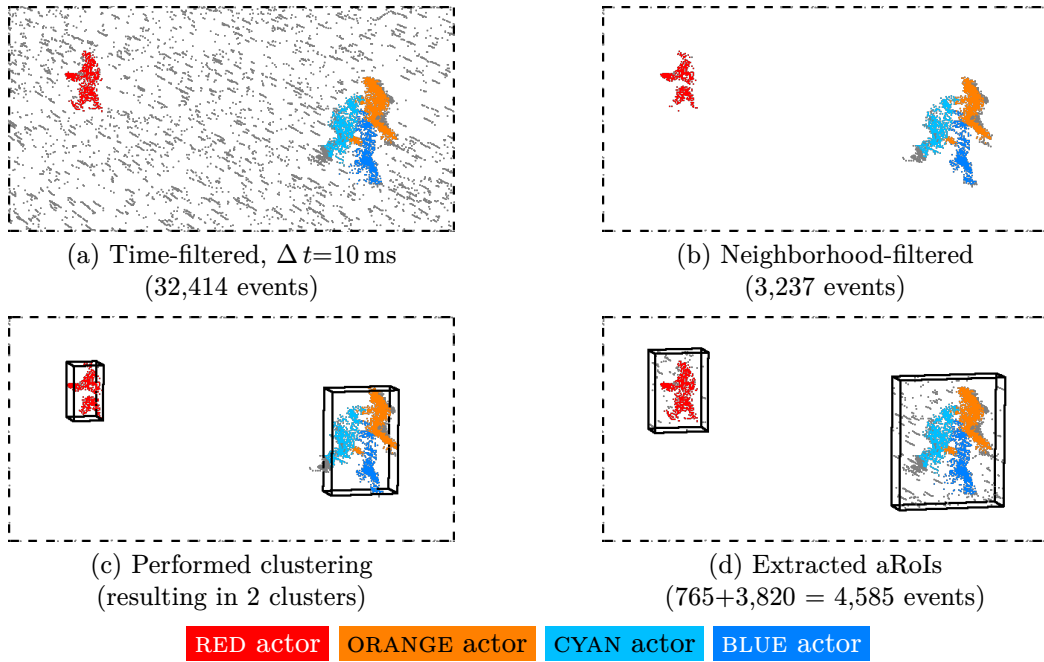 (a) Time-filtered, Δ t=10 ms
(32,414 events)
(b) Neighborhood-filtered
(3,237 events)
(c) Performed clustering
(resulting in 2 clusters)
(d) Extracted aRoIs
(765+3,820 = 4,585 events)
RED actor
ORANGE actor
CYAN actor
BLUE actor